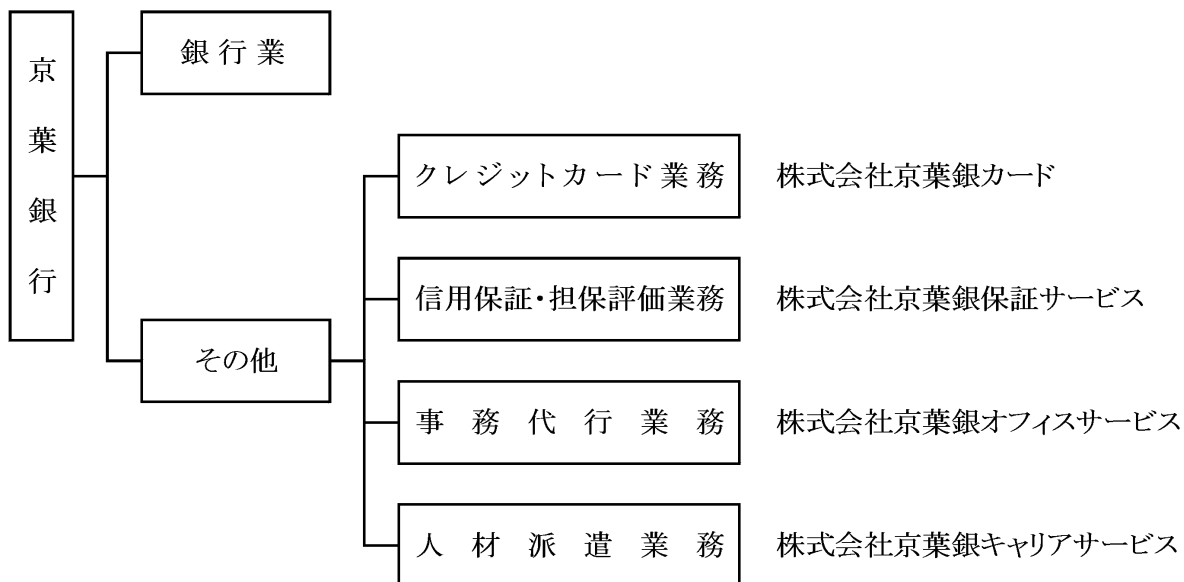 京葉銀行
銀行業
その他
クレジットカード業務 株式会社京葉銀カード
信用保証・担保評価業務 株式会社京葉銀保証サービス
事務代行業務 株式会社京葉銀オフィスサービス
人材派遣業務 株式会社京葉銀キャリアサービス